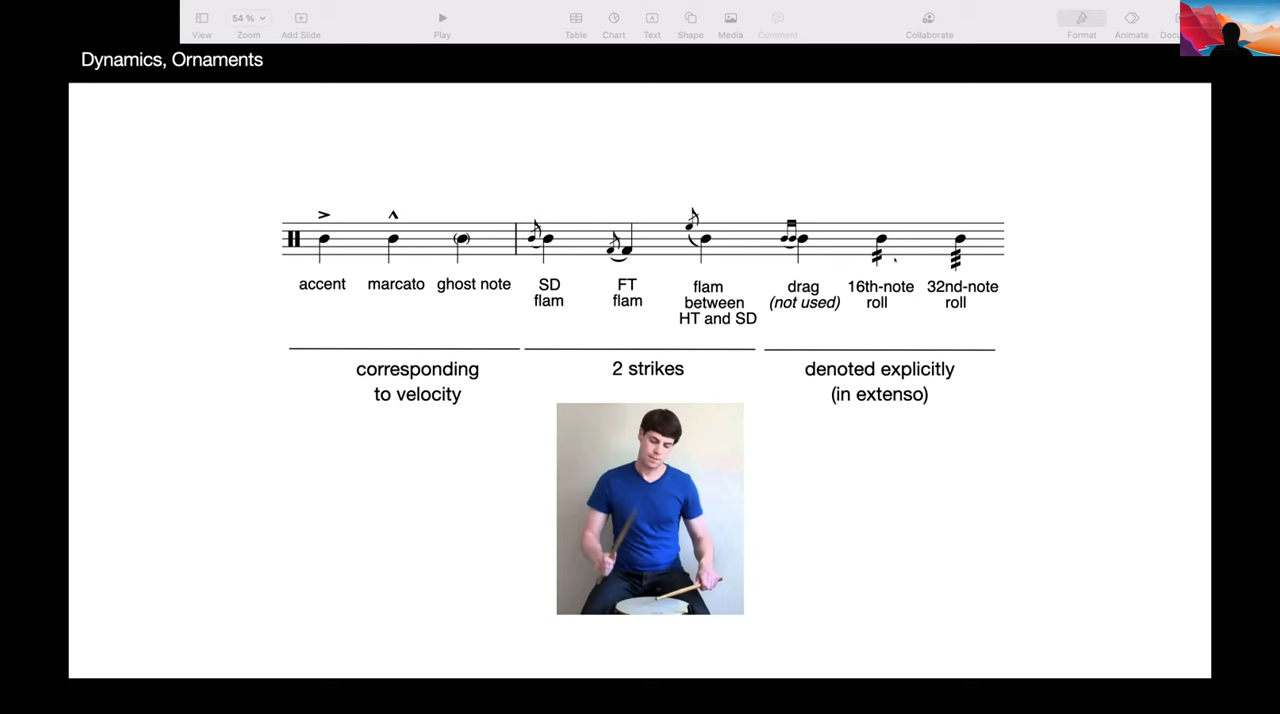 54 %
View
Zoom
Add Slide
Play
Table
Chart
Text
Shape
Media
Comment
Collaborate
Format
Animate
Dynamics, Ornaments
accent
marcato
ghost note
SD
flam
FT
flam
flam
between
HT and SD
drag
(not used)
16th-note
roll
32nd-note
roll
corresponding
to velocity
2 strikes
denoted explicitly
(in extenso)